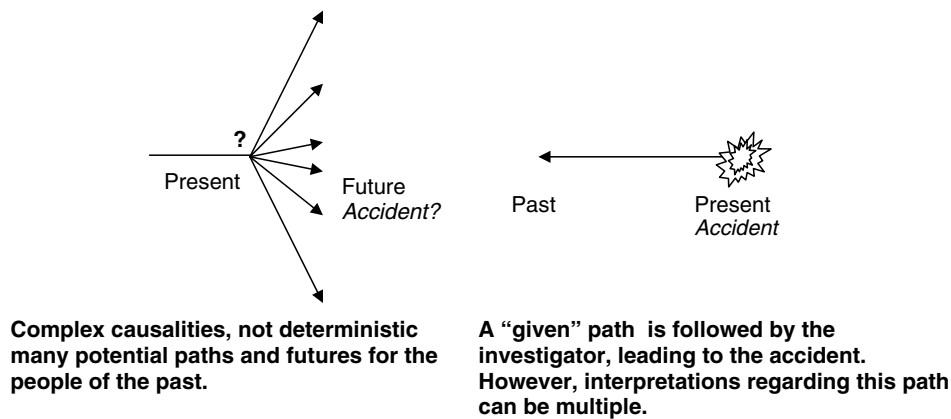 ?
Present
Future
Accident?
Past
Present
Accident
Complex causalities, not deterministic
many potential paths and futures for the
people of the past.
A “given” path is followed by the
investigator, leading to the accident.
However, interpretations regarding this path
can be multiple.